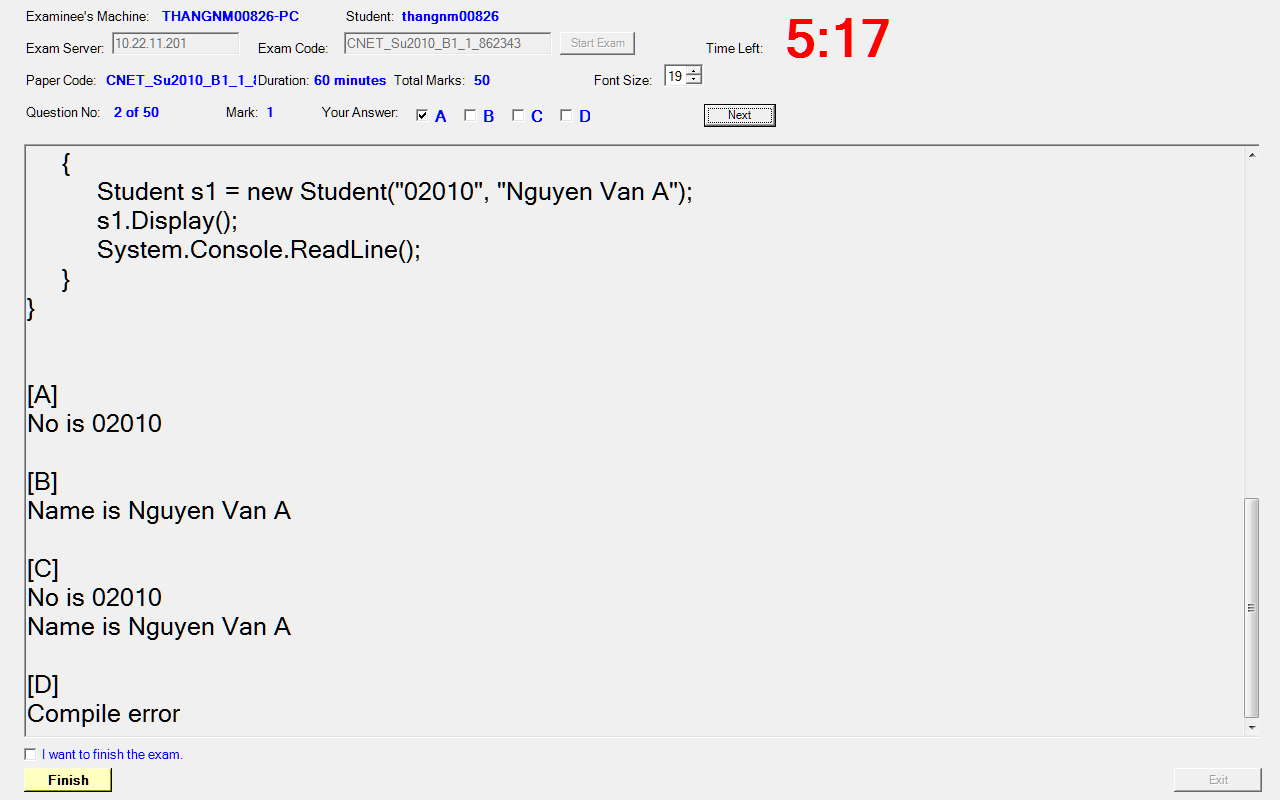 Examinee's Machine: THANGNM00826-PC Student: thangnm00826
Exam Server: 10.22.11.201 Exam Code: CNET_Su2010_B1_1_862343 Start Exam Time Left: 5:17
Paper Code: CNET_Su2010_B1_1_ Duration: 60 minutes Total Marks: 50 Font Size: 19
Question No: 2 of 50 Mark: 1 Your Answer: A B C D Next
{
Student s1 = new Student("02010", "Nguyen Van A");
s1.Display();
System.Console.ReadLine();
}
}
[A]
No is 02010
[B]
Name is Nguyen Van A
[C]
No is 02010
Name is Nguyen Van A
[D]
Compile error
I want to finish the exam.
Finish Exit